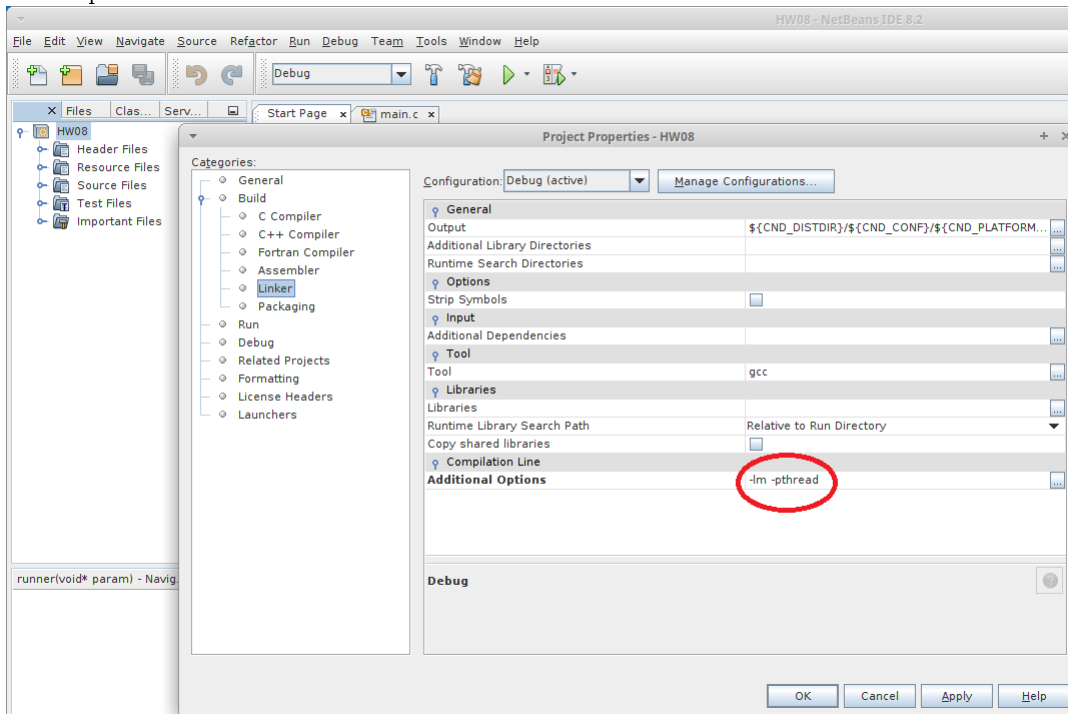 HW08 - NetBeans IDE 8.2
File Edit View Navigate Source Refactor Run Debug Team Tools Window Help
Debug
Files Clas... Serv... Start Page main.c
HW08
Header Files
Resource Files
Source Files
Test Files
Important Files
Project Properties - HW08
Categories:
General
Build
C Compiler
C++ Compiler
Fortran Compiler
Assembler
Linker
Packaging
Run
Debug
Related Projects
Formatting
License Headers
Launchers
Configuration: Debug (active) Manage Configurations...
General
Output ${CND_DISTDIR}/${CND_CONF}/${CND_PLATFORM... ...
Additional Library Directories ...
Runtime Search Directories ...
Options
Strip Symbols
Input
Additional Dependencies ...
Tool
Tool gcc ...
Libraries
Libraries ...
Runtime Library Search Path Relative to Run Directory
Copy shared libraries
Compilation Line
Additional Options -lm -pthread ...
runner(void* param) - Navig...
Debug
OK Cancel Apply Help